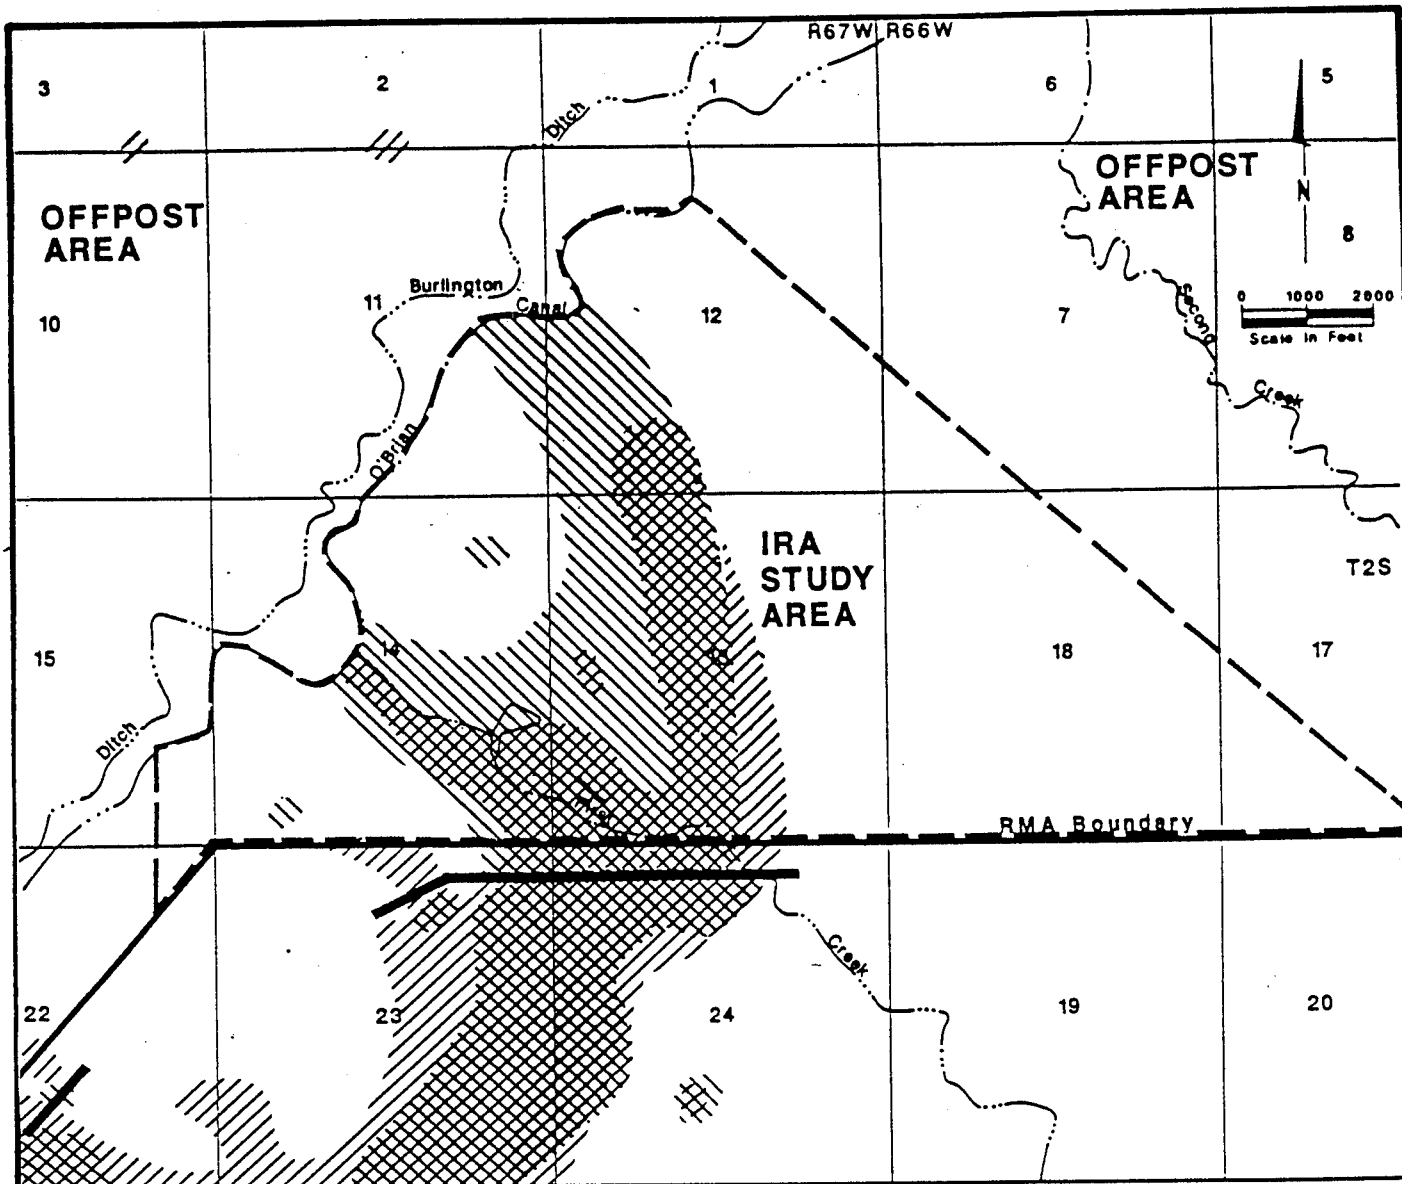 R67W R66W
3
2
1
6
5
Ditch
OFFPOST
AREA
OFFPOST
AREA
N
8
Burlington
Canal
10
11
12
7
Second
0 1000 2000
Scale In Feet
Creek
O'Brian
IRA
STUDY
AREA
T2S
15
14
13
18
17
Ditch
First
RMA Boundary
Creek
22
23
24
19
20